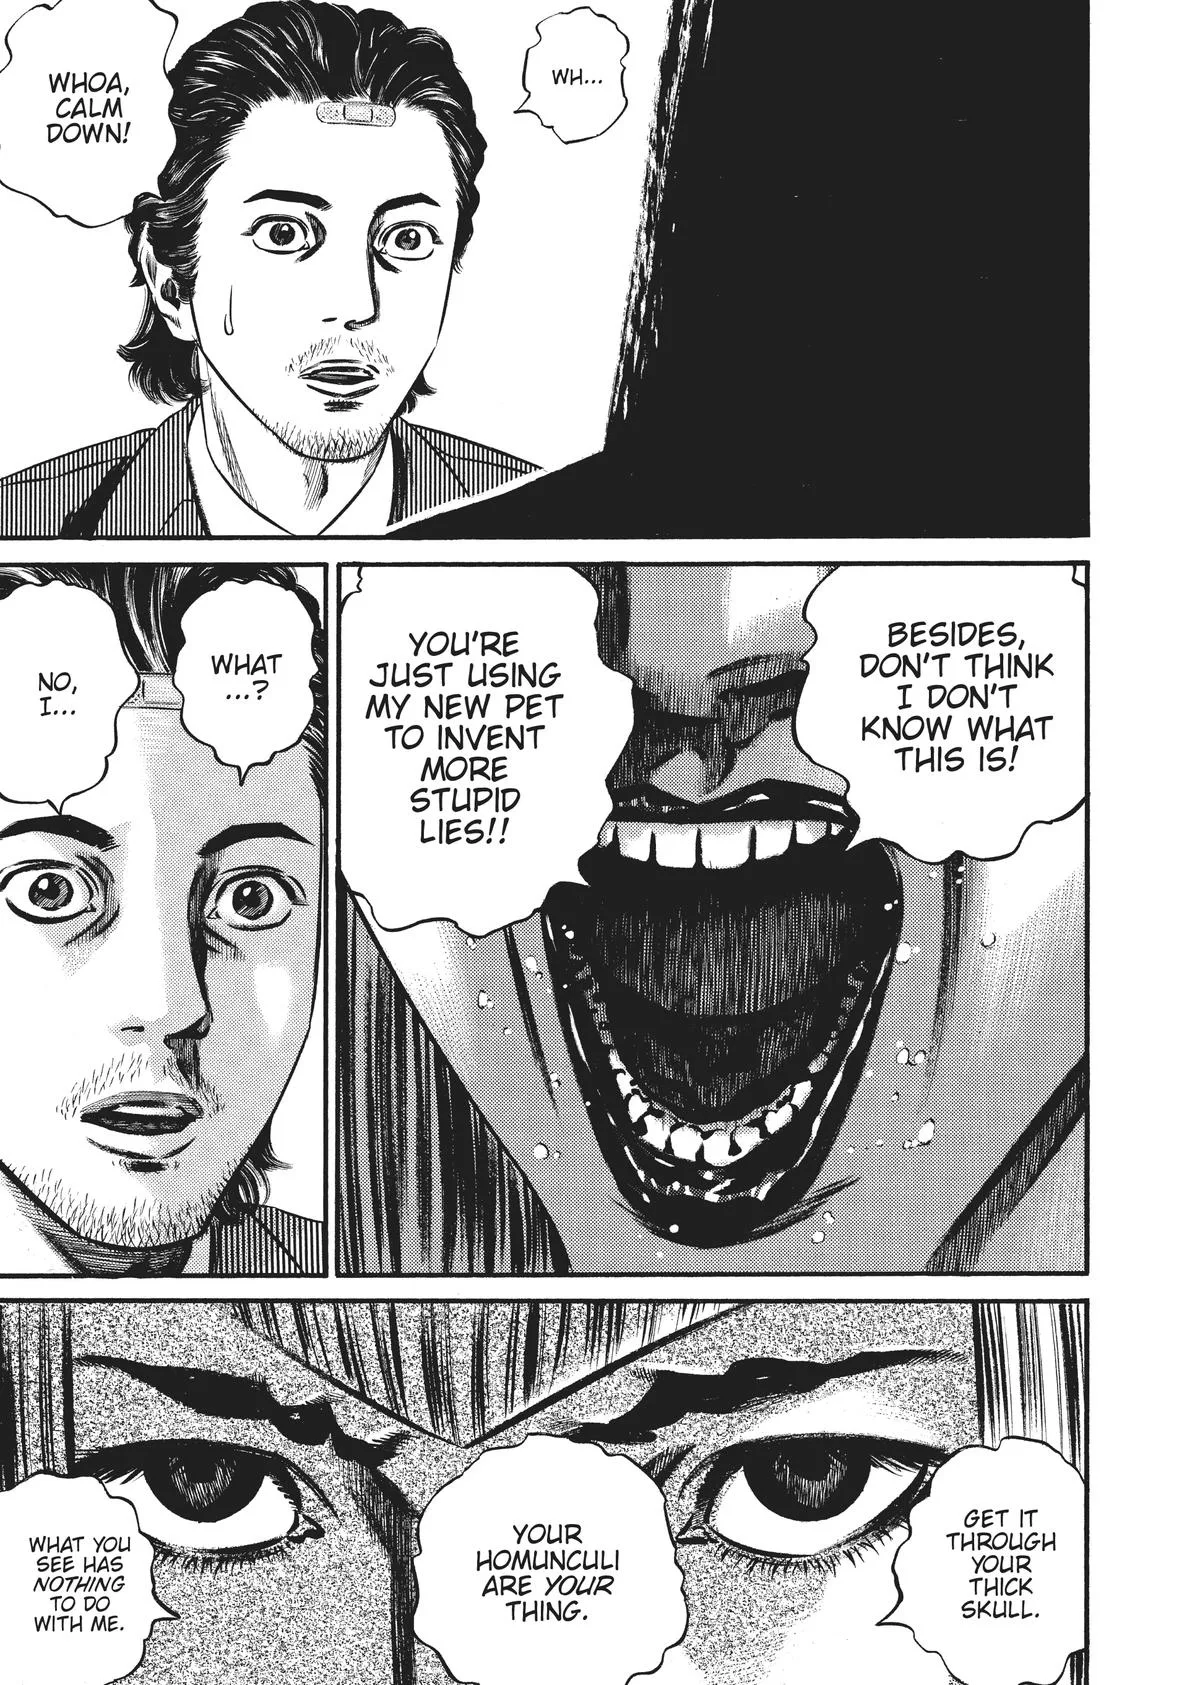 WH...
WHOA,
CALM
DOWN!
BESIDES,
DON'T THINK
I DON'T
KNOW WHAT
THIS IS!
YOU'RE
JUST USING
MY NEW PET
TO INVENT
MORE
STUPID
LIES!!
WHAT
...?
NO,
I...
GET IT
THROUGH
YOUR
THICK
SKULL.
YOUR
HOMUNCULI
ARE YOUR
THING.
WHAT YOU
SEE HAS
NOTHING
TO DO
WITH ME.